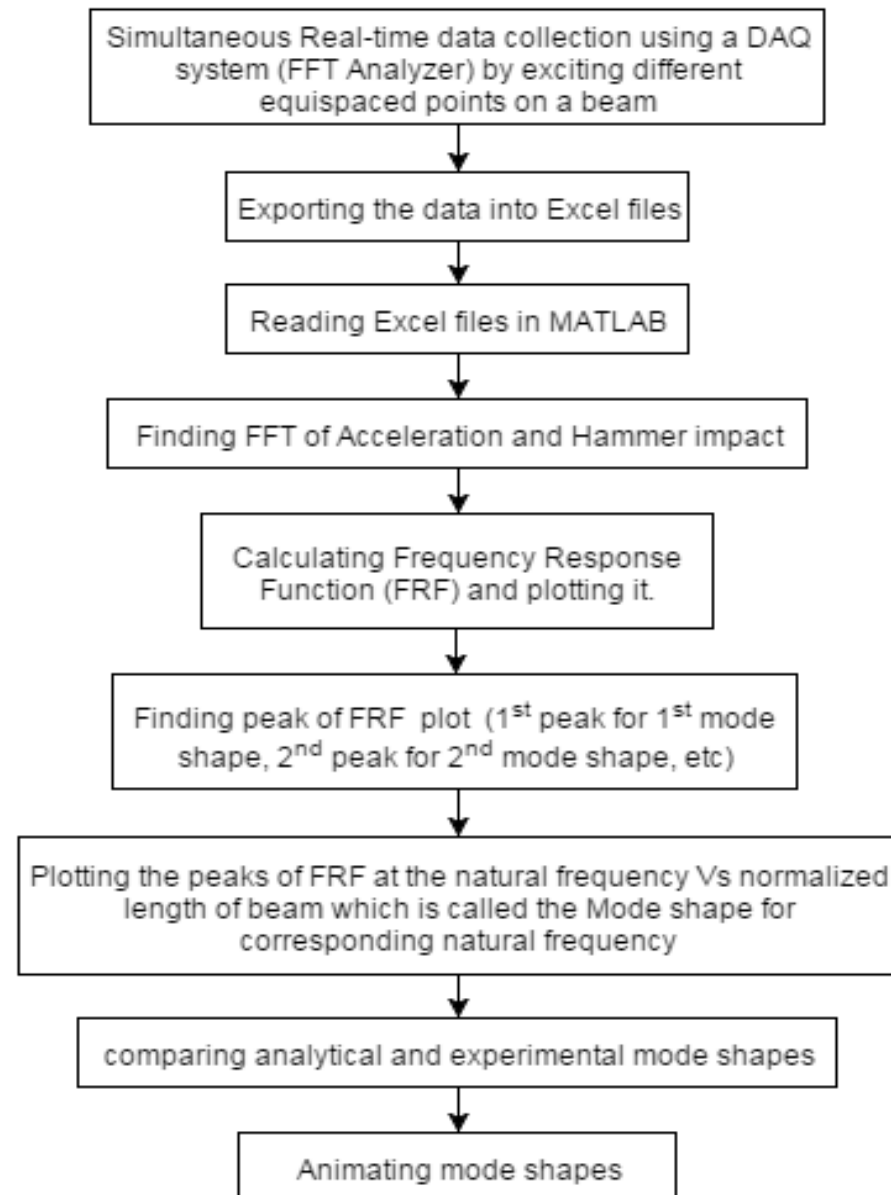 Simultaneous Real-time data collection using a DAQ
system (FFT Analyzer) by exciting different
equispaced points on a beam
Exporting the data into Excel files
Reading Excel files in MATLAB
Finding FFT of Acceleration and Hammer impact
Calculating Frequency Response
Function (FRF) and plotting it.
Finding peak of FRF plot (1st peak for 1st mode
shape, 2nd peak for 2nd mode shape, etc)
Plotting the peaks of FRF at the natural frequency Vs normalized
length of beam which is called the Mode shape for
corresponding natural frequency
comparing analytical and experimental mode shapes
Animating mode shapes